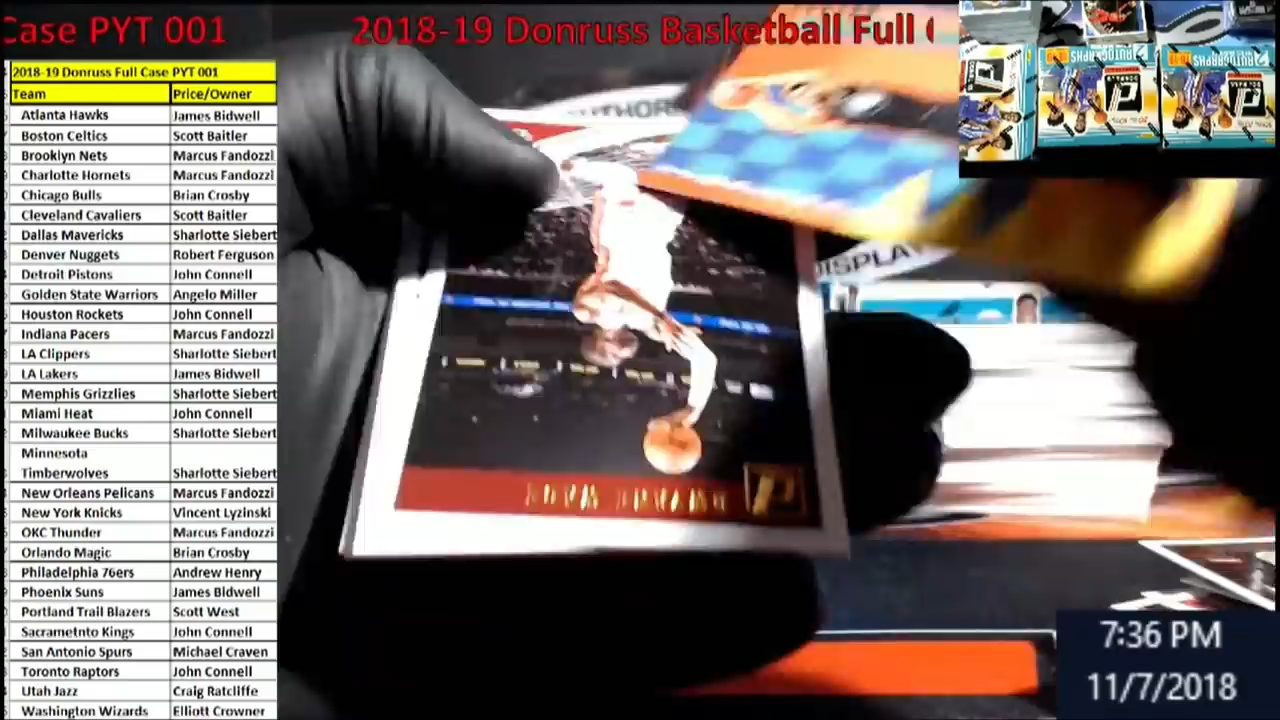 Case PYT 001
2018-19 Donruss Basketball Full
2018-19 Donruss Full Case PYT 001
Team Price/Owner
Atlanta Hawks James Bidwell
Boston Celtics Scott Baitler
Brooklyn Nets Marcus Fandozzi
Charlotte Hornets Marcus Fandozzi
Chicago Bulls Brian Crosby
Cleveland Cavaliers Scott Baitler
Dallas Mavericks Sharlotte Siebert
Denver Nuggets Robert Ferguson
Detroit Pistons John Connell
Golden State Warriors Angelo Miller
Houston Rockets John Connell
Indiana Pacers Marcus Fandozzi
LA Clippers Sharlotte Siebert
LA Lakers James Bidwell
Memphis Grizzlies Sharlotte Siebert
Miami Heat John Connell
Milwaukee Bucks Sharlotte Siebert
Minnesota
Timberwolves Sharlotte Siebert
New Orleans Pelicans Marcus Fandozzi
New York Knicks Vincent Lyzinski
OKC Thunder Marcus Fandozzi
Orlando Magic Brian Crosby
Philadelphia 76ers Andrew Henry
Phoenix Suns James Bidwell
Portland Trail Blazers Scott West
Sacrametnto Kings John Connell
San Antonio Spurs Michael Craven
Toronto Raptors John Connell
Utah Jazz Craig Ratcliffe
Washington Wizards Elliott Crowner
AUTOGRAPHS
AUTOGRAPHS
7:36 PM
11/7/2018